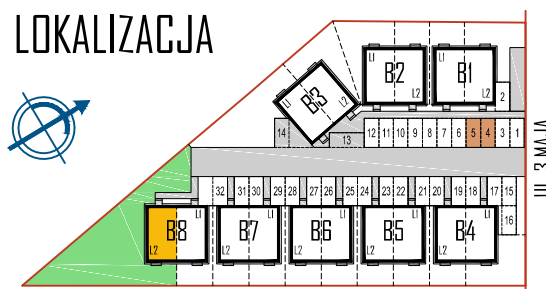 LOKALIZACJA
L1 B2 L2
L1 B1 L2
L1 B3 L2
2
14 13 12 11 10 9 8 7 6 5 4 3 1
UL. 3 MAJA
32 31 30 29 28 27 26 25 24 23 22 21 20 19 18 17 15
16
L1 B8 L2
L1 B7 L2
L1 B6 L2
L1 B5 L2
L1 B4 L2